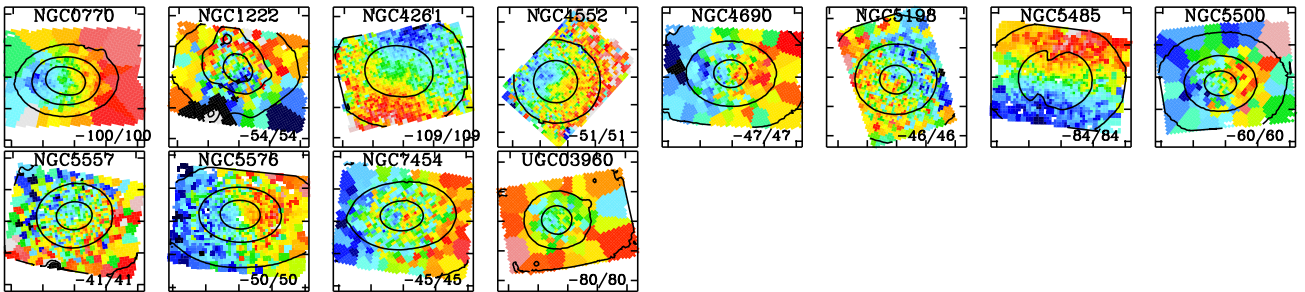 NGC0770 NGC1222 NGC4261 NGC4552 NGC4690 NGC5198 NGC5485 NGC5500
-100/100 -54/54 -109/109 -51/51 -47/47 -46/46 -84/84 -60/60
NGC5557 NGC5576 NGC7454 UGC03960
-41/41 -50/50 -45/45 -80/80